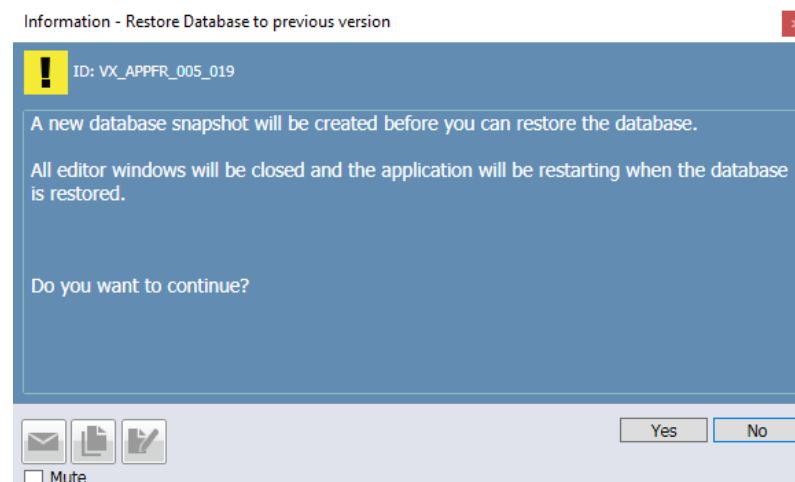 Information - Restore Database to previous version
ID: VX_APPFR_005_019
A new database snapshot will be created before you can restore the database.
All editor windows will be closed and the application will be restarting when the database
is restored.
Do you want to continue?
Yes
No
Mute